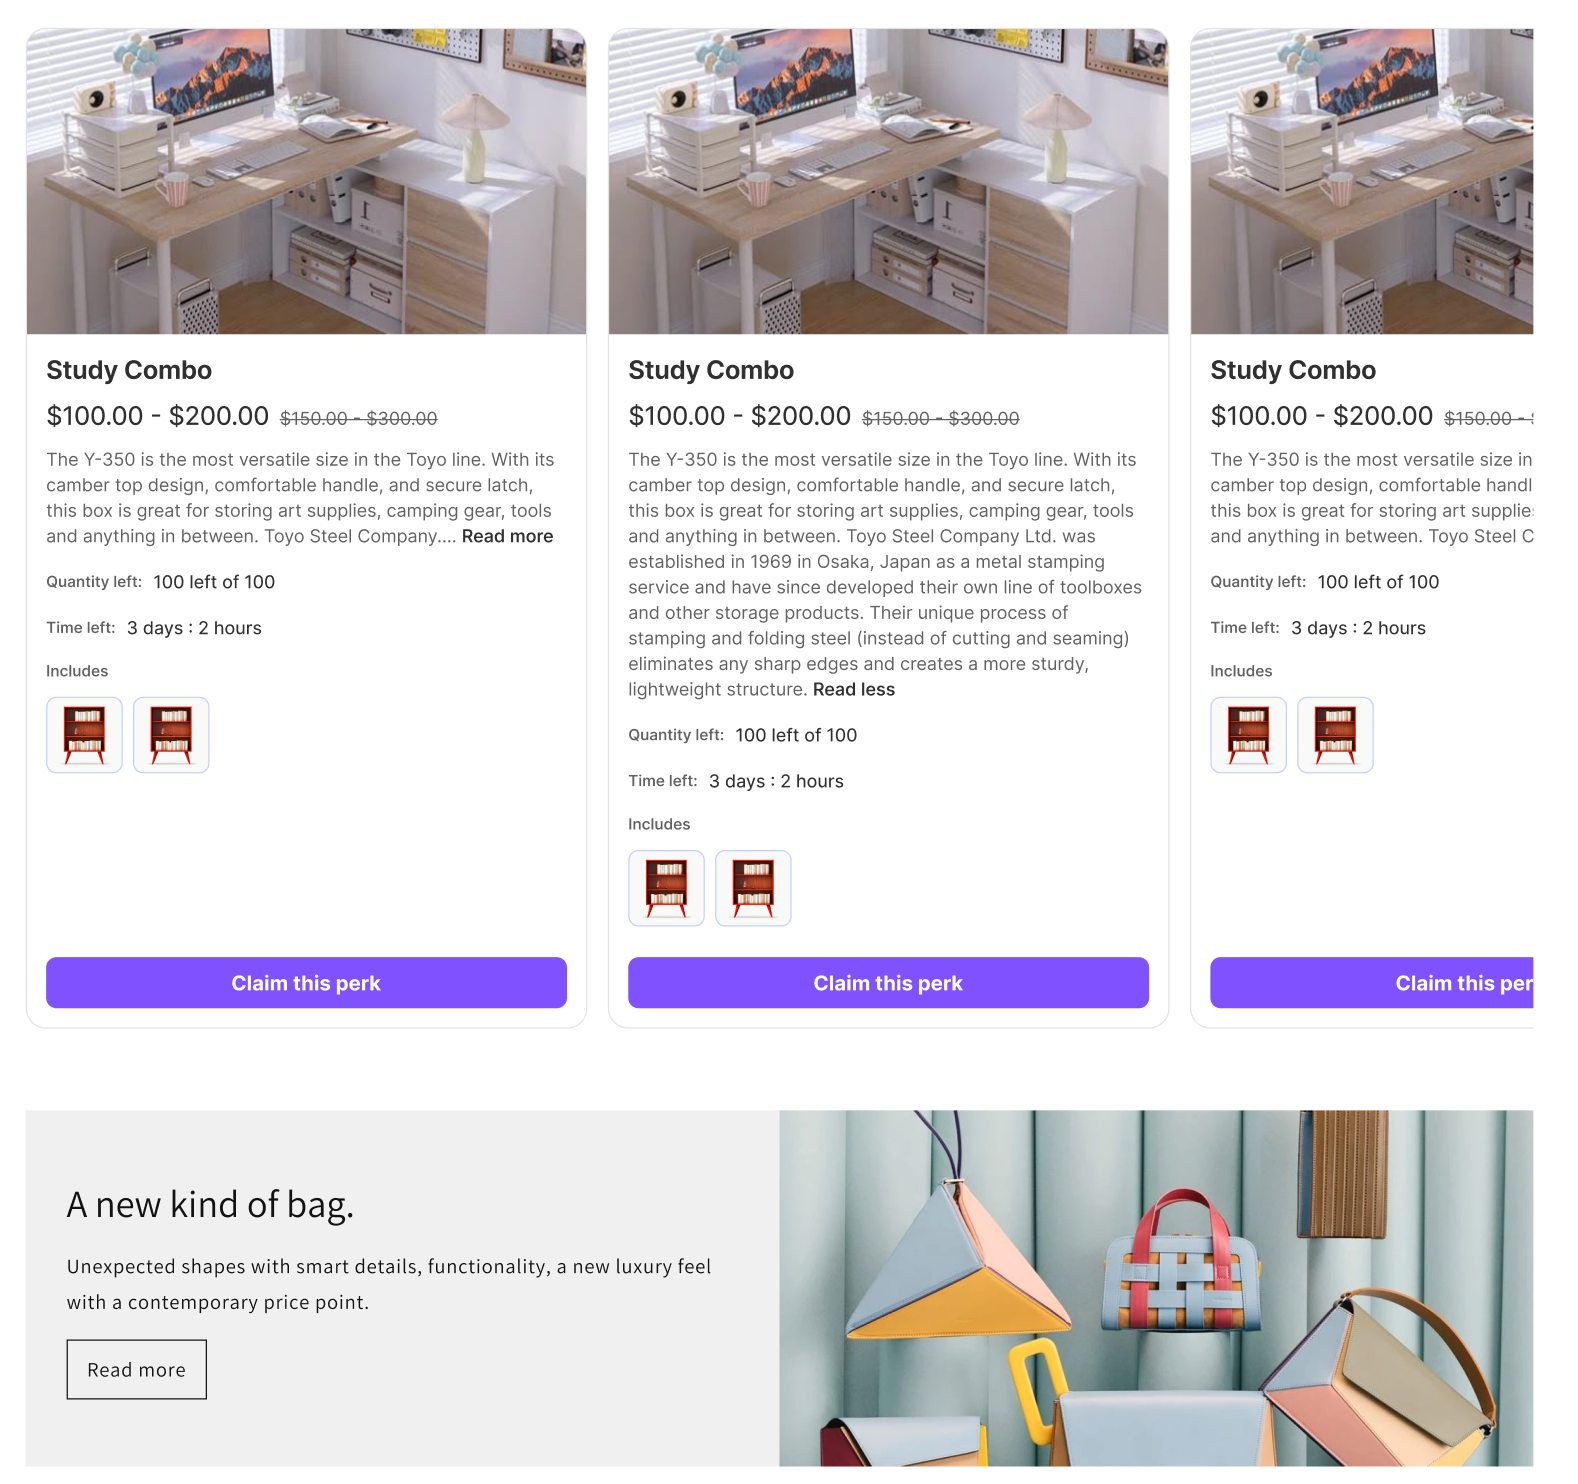 Study Combo
$100.00 - $200.00 $150.00 - $300.00
The Y-350 is the most versatile size in the Toyo line. With its
camber top design, comfortable handle, and secure latch,
this box is great for storing art supplies, camping gear, tools
and anything in between. Toyo Steel Company.... Read more
Quantity left: 100 left of 100
Time left: 3 days : 2 hours
Includes
Claim this perk
Study Combo
$100.00 - $200.00 $150.00 - $300.00
The Y-350 is the most versatile size in the Toyo line. With its
camber top design, comfortable handle, and secure latch,
this box is great for storing art supplies, camping gear, tools
and anything in between. Toyo Steel Company Ltd. was
established in 1969 in Osaka, Japan as a metal stamping
service and have since developed their own line of toolboxes
and other storage products. Their unique process of
stamping and folding steel (instead of cutting and seaming)
eliminates any sharp edges and creates a more sturdy,
lightweight structure. Read less
Quantity left: 100 left of 100
Time left: 3 days : 2 hours
Includes
Claim this perk
Study Combo
$100.00 - $200.00 $150.00 -
The Y-350 is the most versatile size in
camber top design, comfortable
this box is great for storing art
and anything in between. Toyo Steel
Quantity left: 100 left of 100
Time left: 3 days : 2 hours
Includes
Claim this
A new kind of bag.
Unexpected shapes with smart details, functionality, a new luxury feel
with a contemporary price point.
Read more